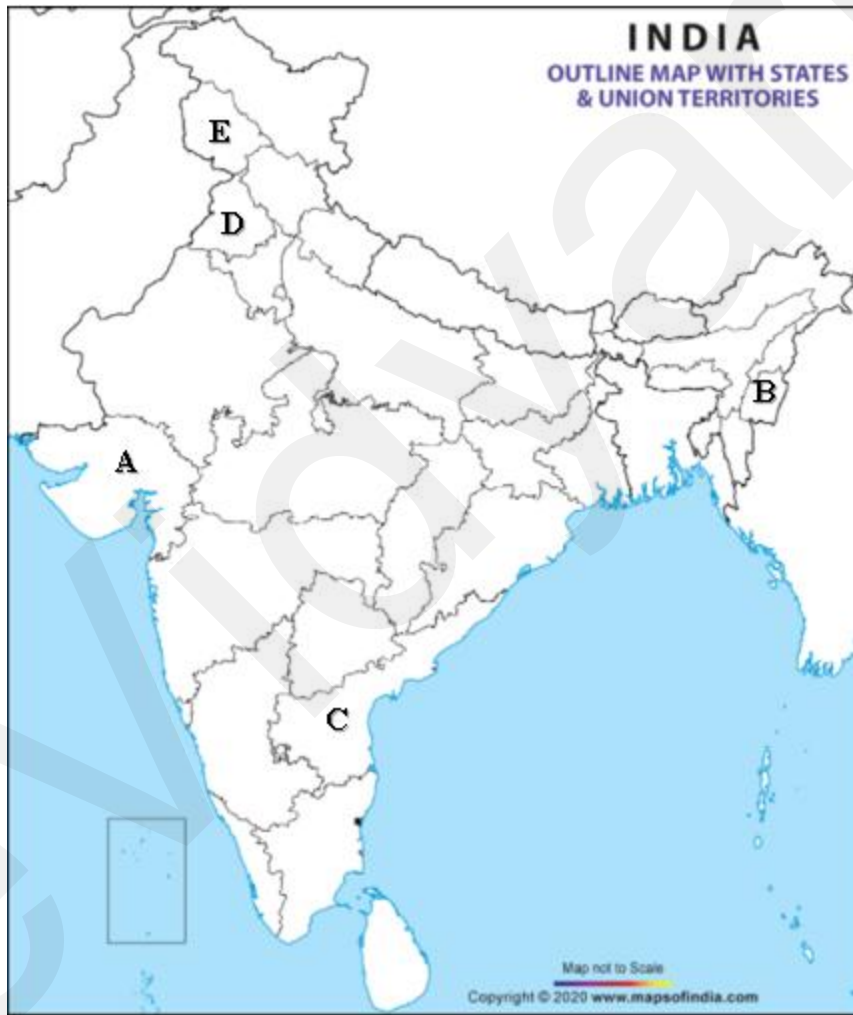 INDIA
OUTLINE MAP WITH STATES
& UNION TERRITORIES
E
D
B
A
C
Map not to Scale
Copyright © 2020 www.mapsofindia.com